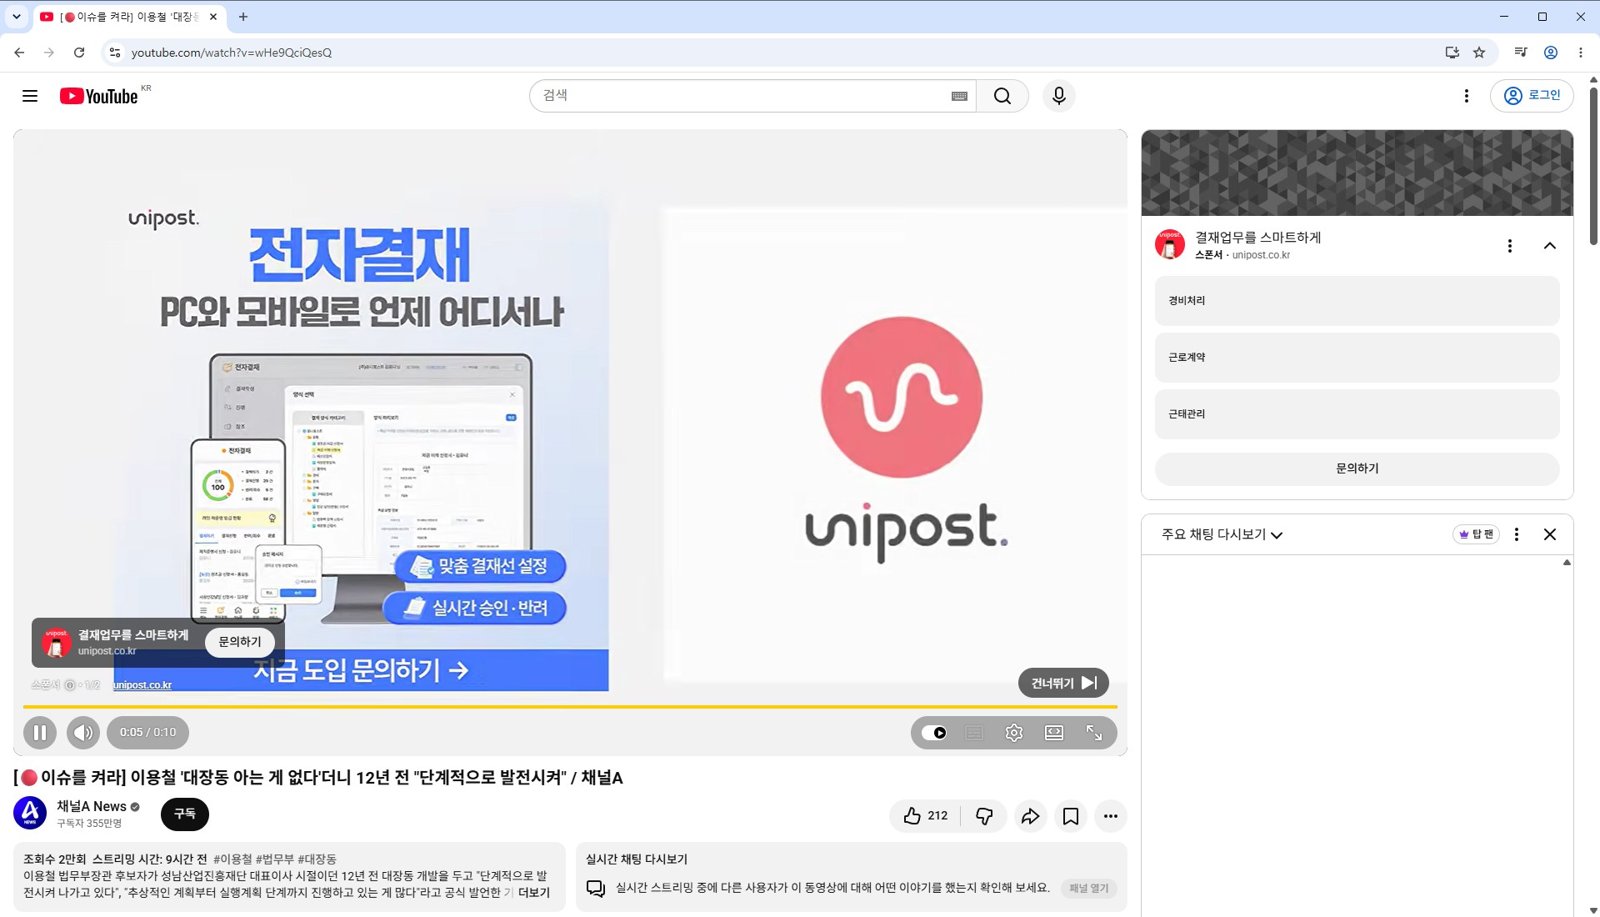 [🔴이슈를 켜라] 이용철 '대장동
youtube.com/watch?v=wHe9QciQesQ
YouTube KR
검색
로그인
unipost.
전자결재
PC와 모바일로 언제 어디서나
전자결재
양식 선택
전자결재
100
맞춤 결재선 설정
실시간 승인·반려
지금 도입 문의하기 →
unipost.
결재업무를 스마트하게
unipost.co.kr
문의하기
스폰서 · 1/2 unipost.co.kr
건너뛰기
0:05 / 0:10
[🔴이슈를 켜라] 이용철 '대장동 아는 게 없다'더니 12년 전 "단계적으로 발전시켜" / 채널A
채널A News
구독자 355만명
구독
212
조회수 2만회 스트리밍 시간: 9시간 전 #이용철 #법무부 #대장동
이용철 법무부장관 후보자가 성남산업진흥재단 대표이사 시절이던 12년 전 대장동 개발을 두고 "단계적으로 발
전시켜 나가고 있다", "추상적인 계획부터 실행계획 단계까지 진행하고 있는 게 많다"라고 공식 발언한 기 더보기
실시간 채팅 다시보기
실시간 스트리밍 중에 다른 사용자가 이 동영상에 대해 어떤 이야기를 했는지 확인해 보세요.
패널 열기
결재업무를 스마트하게
스폰서 · unipost.co.kr
경비처리
근로계약
근태관리
문의하기
주요 채팅 다시보기
탑 팬